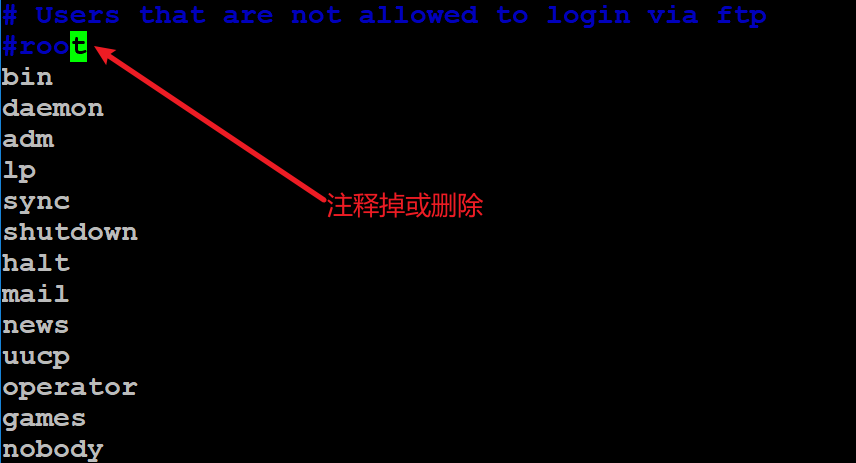 # Users that are not allowed to login via ftp
#root
bin
daemon
adm
lp
sync
注释掉或删除
shutdown
halt
mail
news
uucp
operator
games
nobody